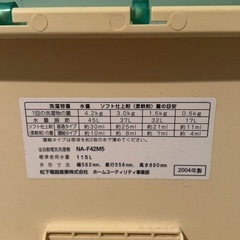 洗濯容量 水量 ソフト仕上剤(柔軟剤)量の目安
1回の洗濯物の量 4.2kg 3.0kg 1.5kg 0.5kg
水量 45L 37L 32L 17L
ソフト仕上剤 普通タイプ 約30ml 約25ml 約21ml 約11ml
(柔軟剤)の量 濃縮タイプ 約10ml 約8ml 約7ml 約4ml
全自動電気洗濯機 NA-F42M5
標準使用水量 115L
外形寸法 幅562mm、奥行556mm、高さ880mm
松下電器産業株式会社 ホームユーティリティ事業部
2004年製